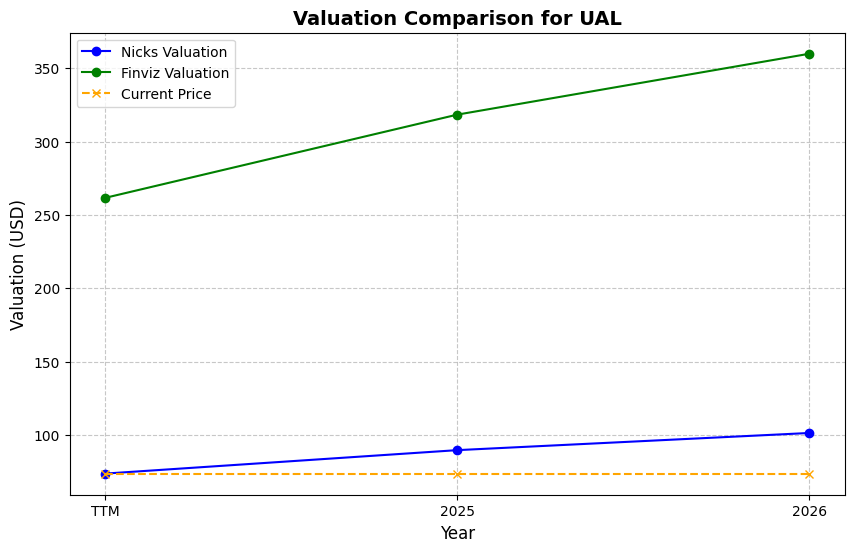 Valuation Comparison for UAL
Nicks Valuation
Finviz Valuation
Current Price
Valuation (USD)
350
300
250
200
150
100
TTM
2025
2026
Year